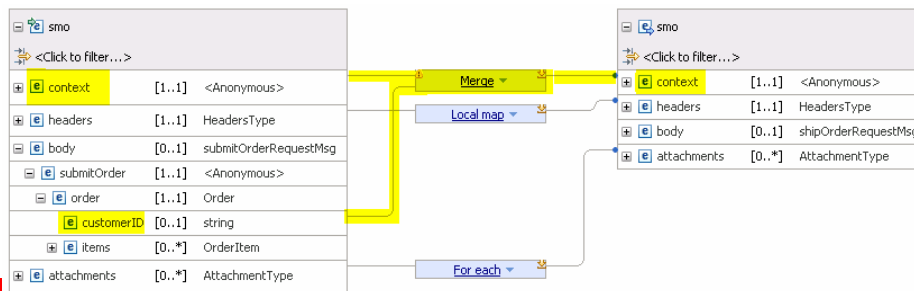 smo
<Click to filter...>
context [1..1] <Anonymous>
headers [1..1] HeadersType
body [0..1] submitOrderRequestMsg
submitOrder [1..1] <Anonymous>
order [1..1] Order
customerID [0..1] string
items [0..*] OrderItem
attachments [0..*] AttachmentType
Merge
Local map
For each
smo
<Click to filter...>
context [1..1] <Anonymous>
headers [1..1] HeadersType
body [0..1] shipOrderRequestMsg
attachments [0..*] AttachmentType